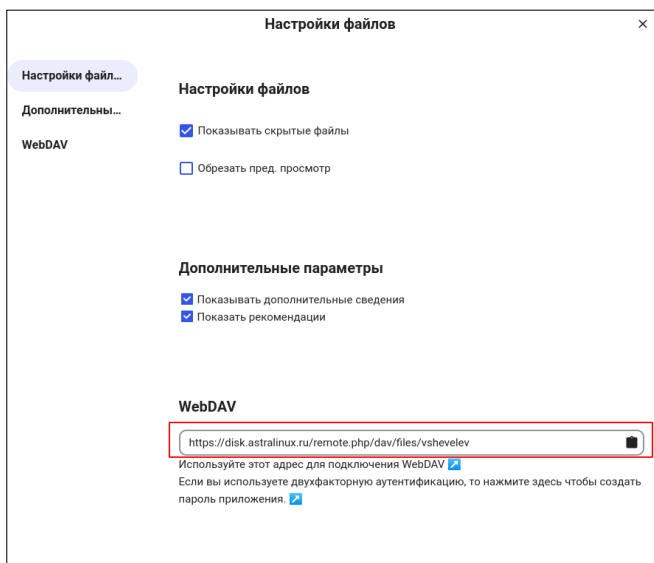 Настройки файлов
Настройки файл...
Дополнительны...
WebDAV
Настройки файлов
Показывать скрытые файлы
Обрезать пред. просмотр
Дополнительные параметры
Показывать дополнительные сведения
Показать рекомендации
WebDAV
https://disk.astralinux.ru/remote.php/dav/files/vshevelev
Используйте этот адрес для подключения WebDAV ↗
Если вы используете двухфакторную аутентификацию, то нажмите здесь чтобы создать
пароль приложения. ↗